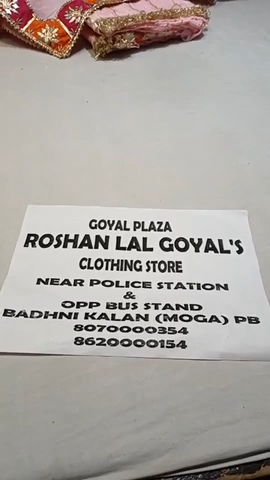 GOYAL PLAZA
ROSHAN LAL GOYAL'S
CLOTHING STORE
NEAR POLICE STATION
&
OPP BUS STAND
BADHNI KALAN (MOGA) PB
8070000354
8620000154